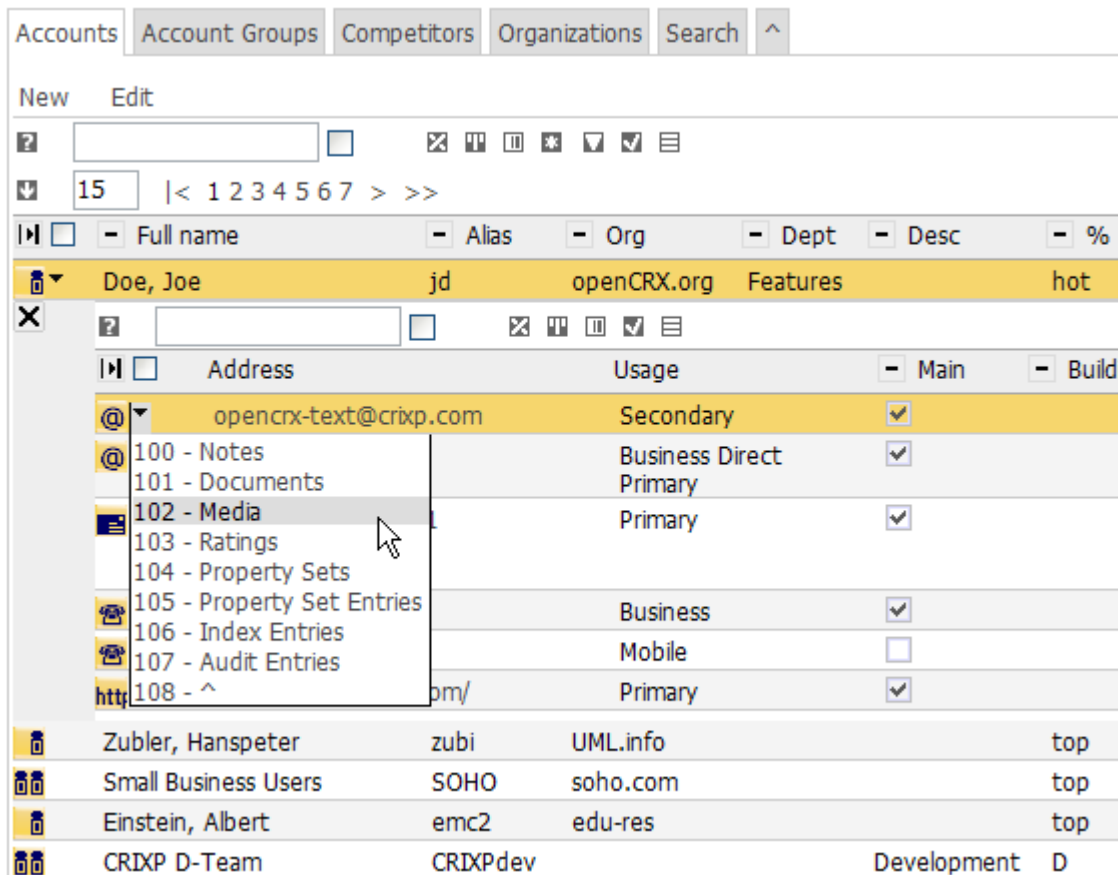 Accounts Account Groups Competitors Organizations Search ^
New Edit
?
15 |< 1 2 3 4 5 6 7 > >>
Full name Alias Org Dept Desc %
Doe, Joe jd openCRX.org Features hot
?
Address Usage Main Build
@ opencrx-text@crixp.com Secondary
@ Business Direct
Primary
Primary
Business
Mobile
http om/ Primary
100 - Notes
101 - Documents
102 - Media
103 - Ratings
104 - Property Sets
105 - Property Set Entries
106 - Index Entries
107 - Audit Entries
108 - ^
Zubler, Hanspeter zubi UML.info top
Small Business Users SOHO soho.com top
Einstein, Albert emc2 edu-res top
CRIXP D-Team CRIXPdev Development D